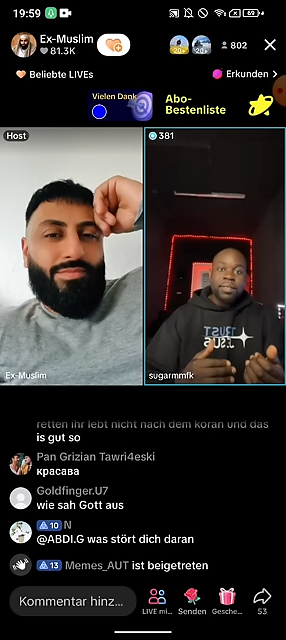 19:59
69
Ex-Muslim
81.3K
20+
20+
802
Beliebte LIVEs
Erkunden >
Vielen Dank
Abo-
Bestenliste
Host
381
TRUST
JESUS
Ex-Muslim
sugarmmfk
retten ihr lebt nicht nach dem koran und das
is gut so
Pan Grizian Tawri4eski
красава
Goldfinger.U7
wie sah Gott aus
10 N
@ABDI.G was stört dich daran
13 Memes_AUT ist beigetreten
Kommentar hinz...
LIVE mi...
Senden
Gesche...
53